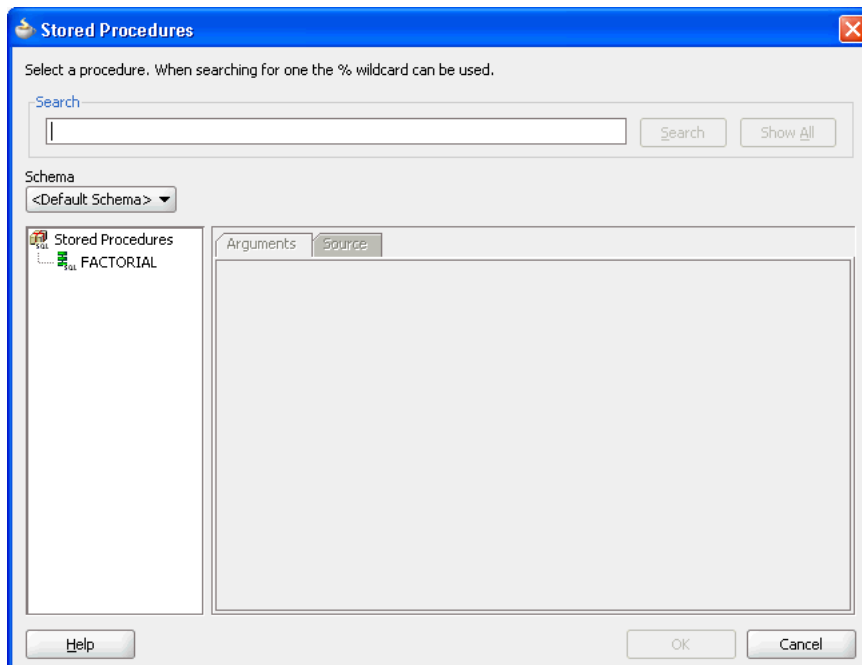 Stored Procedures
Select a procedure. When searching for one the % wildcard can be used.
Search
Search
Show All
Schema
<Default Schema>
Stored Procedures
SQL FACTORIAL
Arguments
Source
Help
OK
Cancel